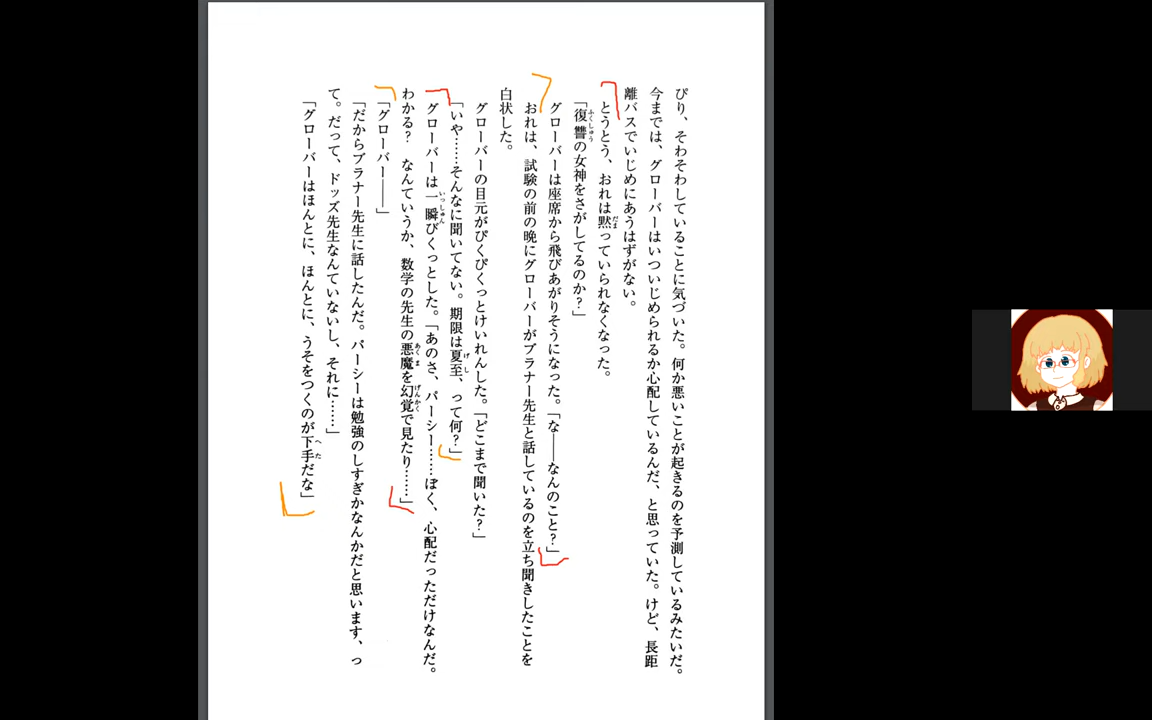 ぴり、そわそわしていることに気づいた。何か悪いことが起きるのを予測しているみたいだ。
今までは、グローバーはいついじめられるか心配しているんだ、と思っていた。けど、長距
離バスでいじめにあうはずがない。
とうとう、おれは黙っていられなくなった。
「復讐の女神をさがしてるのか?」
グローバーは座席から飛びあがりそうになった。「な――なんのこと?」
おれは、試験の前の晩にグローバーがブラナー先生と話しているのを立ち聞きしたことを
白状した。
グローバーの目元がぴくぴくっとけいれんした。「どこまで聞いた?」
「いや……そんなに聞いてない。期限は夏至、って何?」
グローバーは一瞬びくっとした。「あのさ、パーシー……ぼく、心配だっただけなんだ。
わかる? なんていうか、数学の先生の悪魔を幻覚で見たり……」
「グローバー――」
「だからブラナー先生に話したんだ。パーシーは勉強のしすぎかなんかだと思います、っ
て。だって、ドッズ先生なんていないし、それに……」
「グローバーはほんとに、ほんとに、うそをつくのが下手だな」